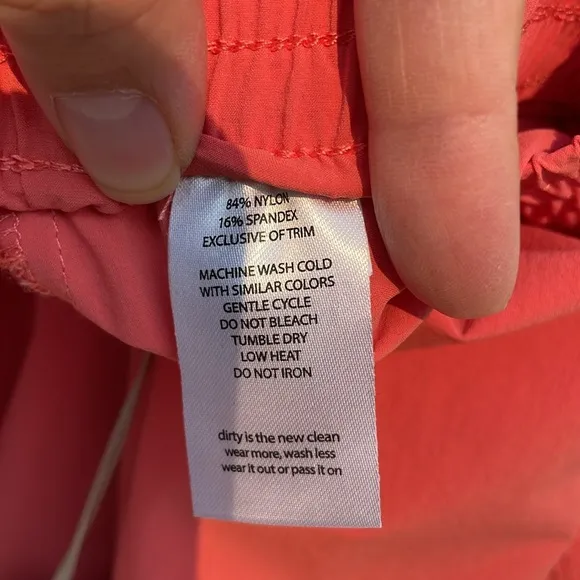 84% NYLON
16% SPANDEX
EXCLUSIVE OF TRIM
MACHINE WASH COLD
WITH SIMILAR COLORS
GENTLE CYCLE
DO NOT BLEACH
TUMBLE DRY
LOW HEAT
DO NOT IRON
dirty is the new clean
wear more, wash less
wear it out or pass it on